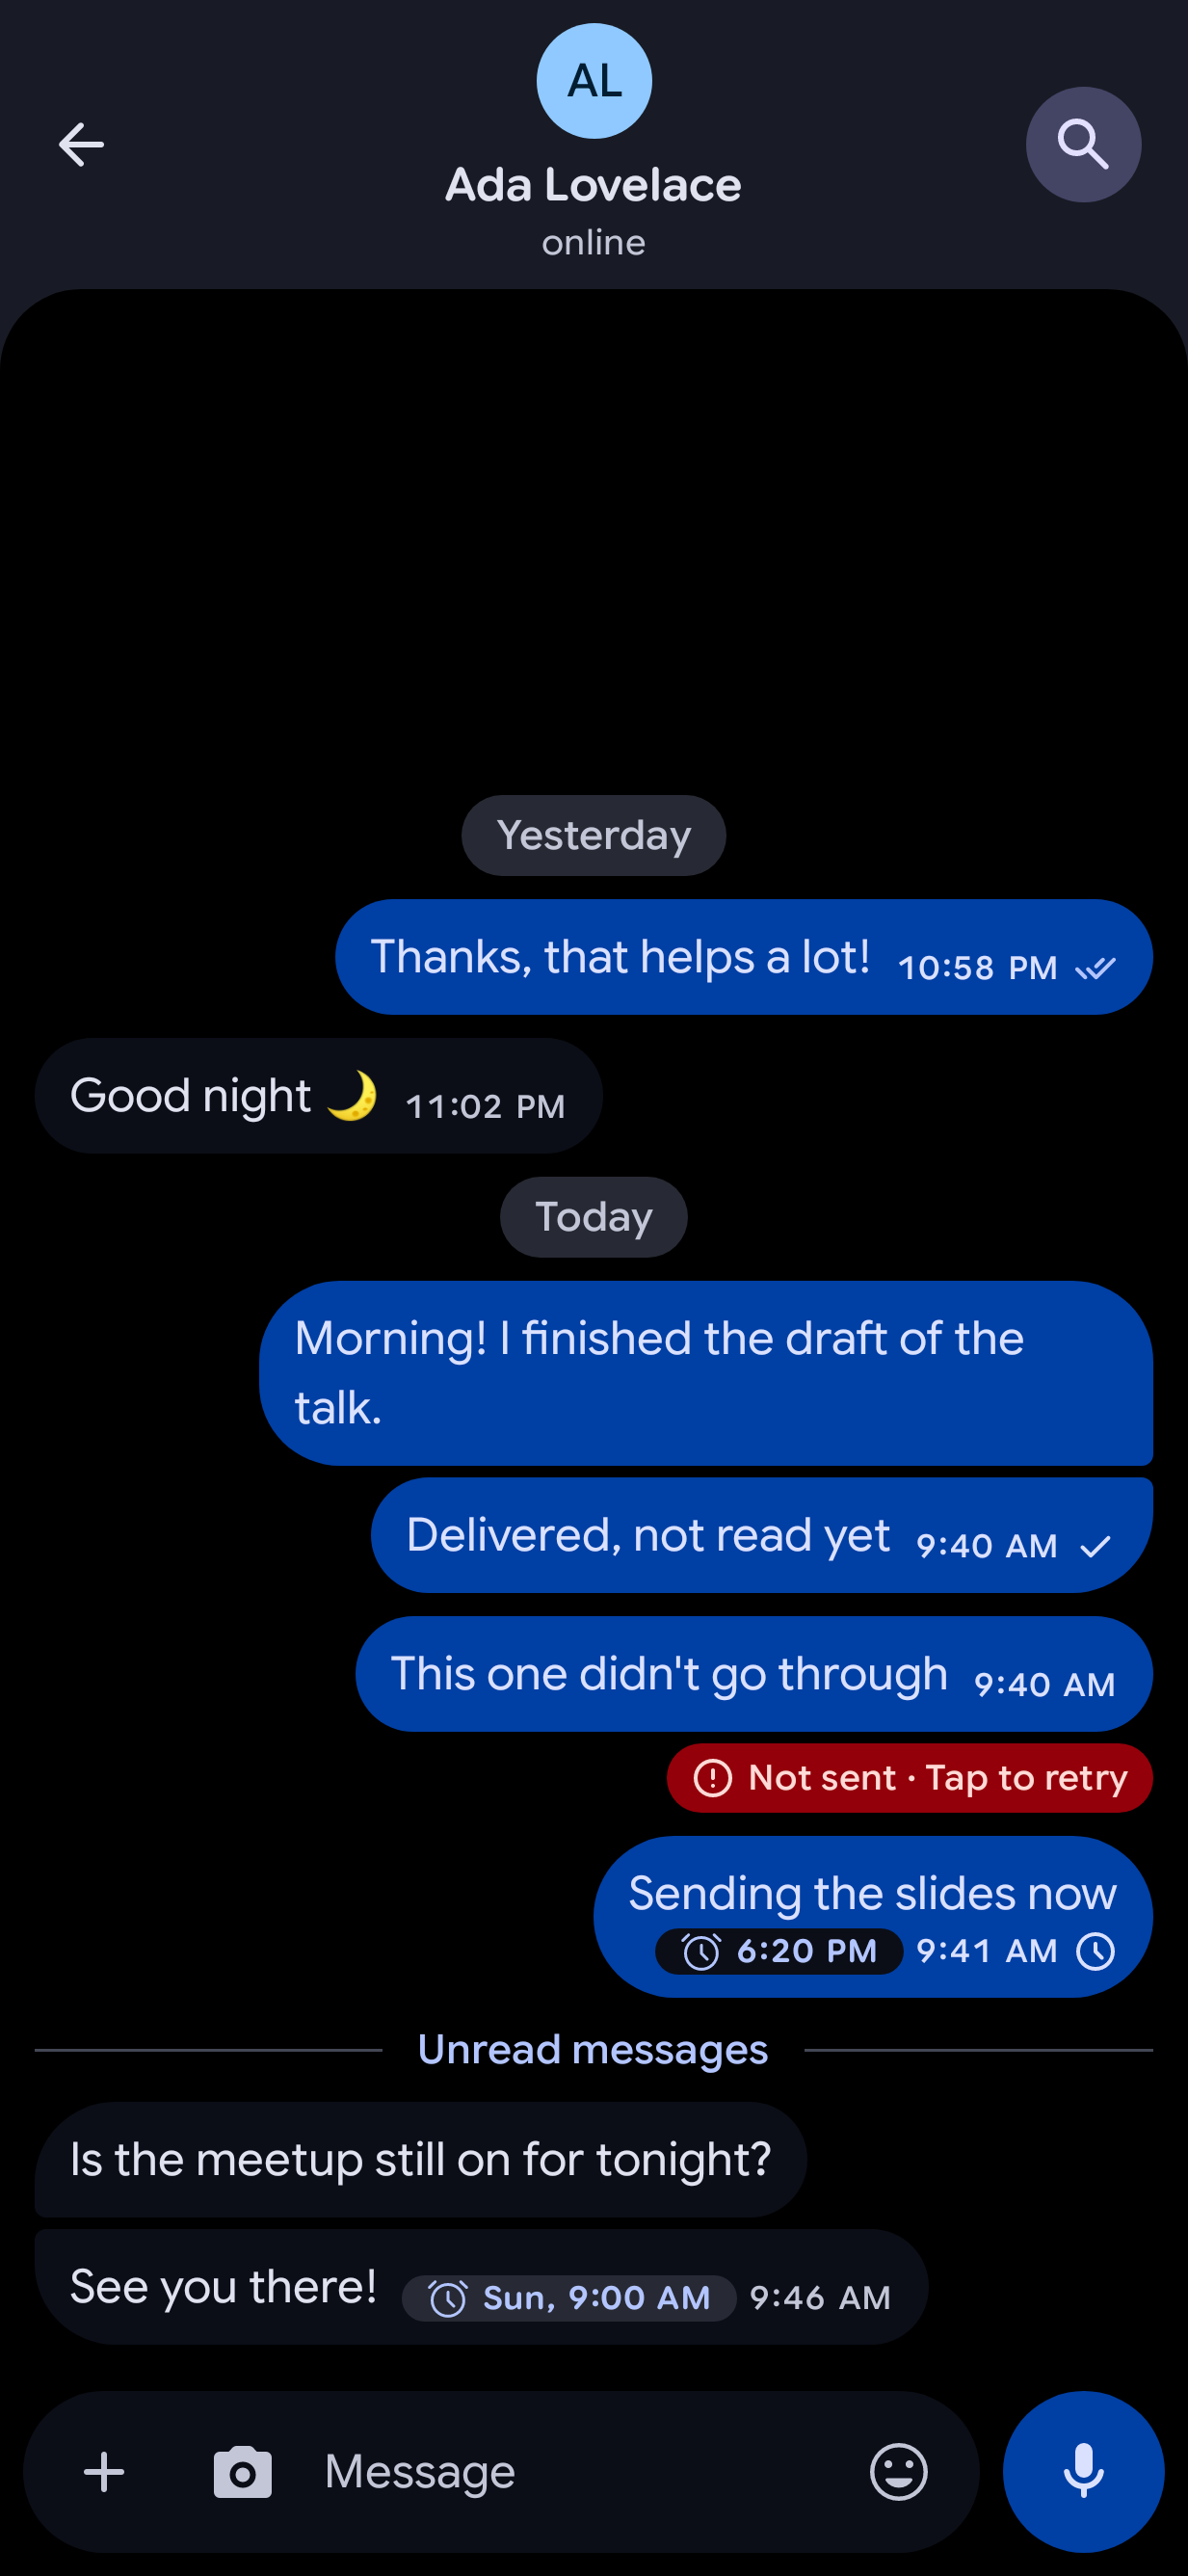 AL
Ada Lovelace
online
Yesterday
Thanks, that helps a lot! 10:58 PM
Good night 🌙 11:02 PM
Today
Morning! I finished the draft of the
talk.
Delivered, not read yet 9:40 AM
This one didn't go through 9:40 AM
Not sent · Tap to retry
Sending the slides now
6:20 PM 9:41 AM
Unread messages
Is the meetup still on for tonight?
See you there! Sun, 9:00 AM 9:46 AM
Message